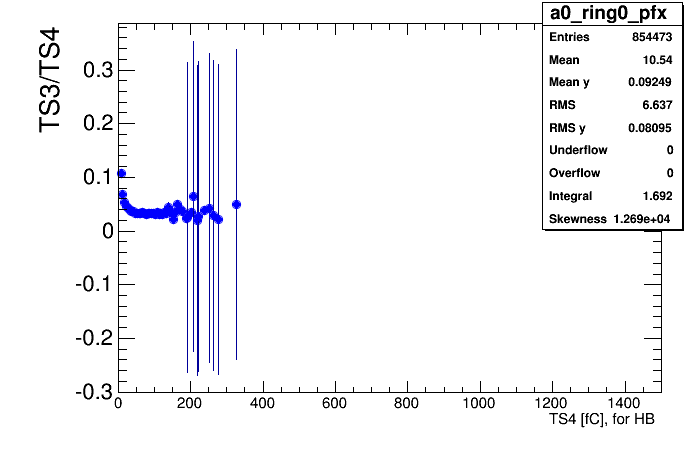 a0_ring0_pfx
Entries 854473
Mean 10.54
Mean y 0.09249
RMS 6.637
RMS y 0.08095
Underflow 0
Overflow 0
Integral 1.692
Skewness 1.269e+04
TS3/TS4
0.3
0.2
0.1
0
-0.1
-0.2
-0.3
0 200 400 600 800 1000 1200 1400
TS4 [fC], for HB